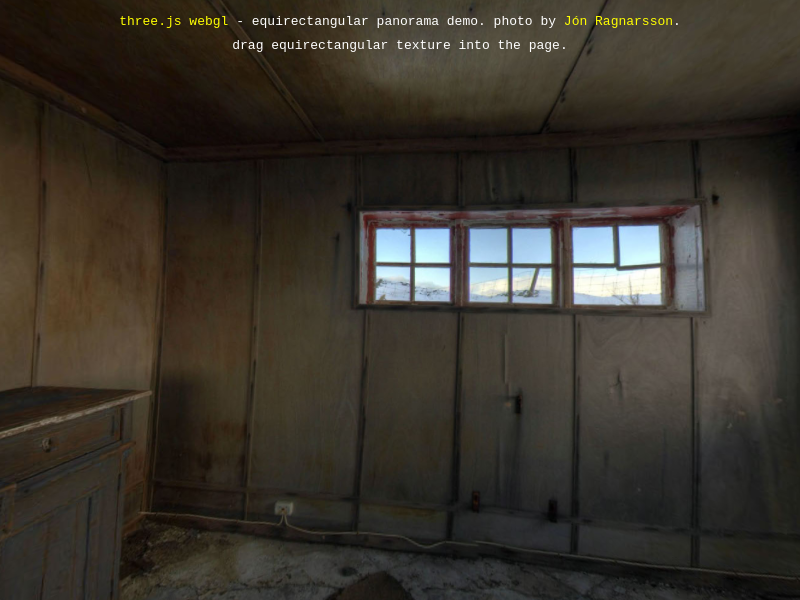 three.js webgl - equirectangular panorama demo. photo by Jón Ragnarsson.
drag equirectangular texture into the page.